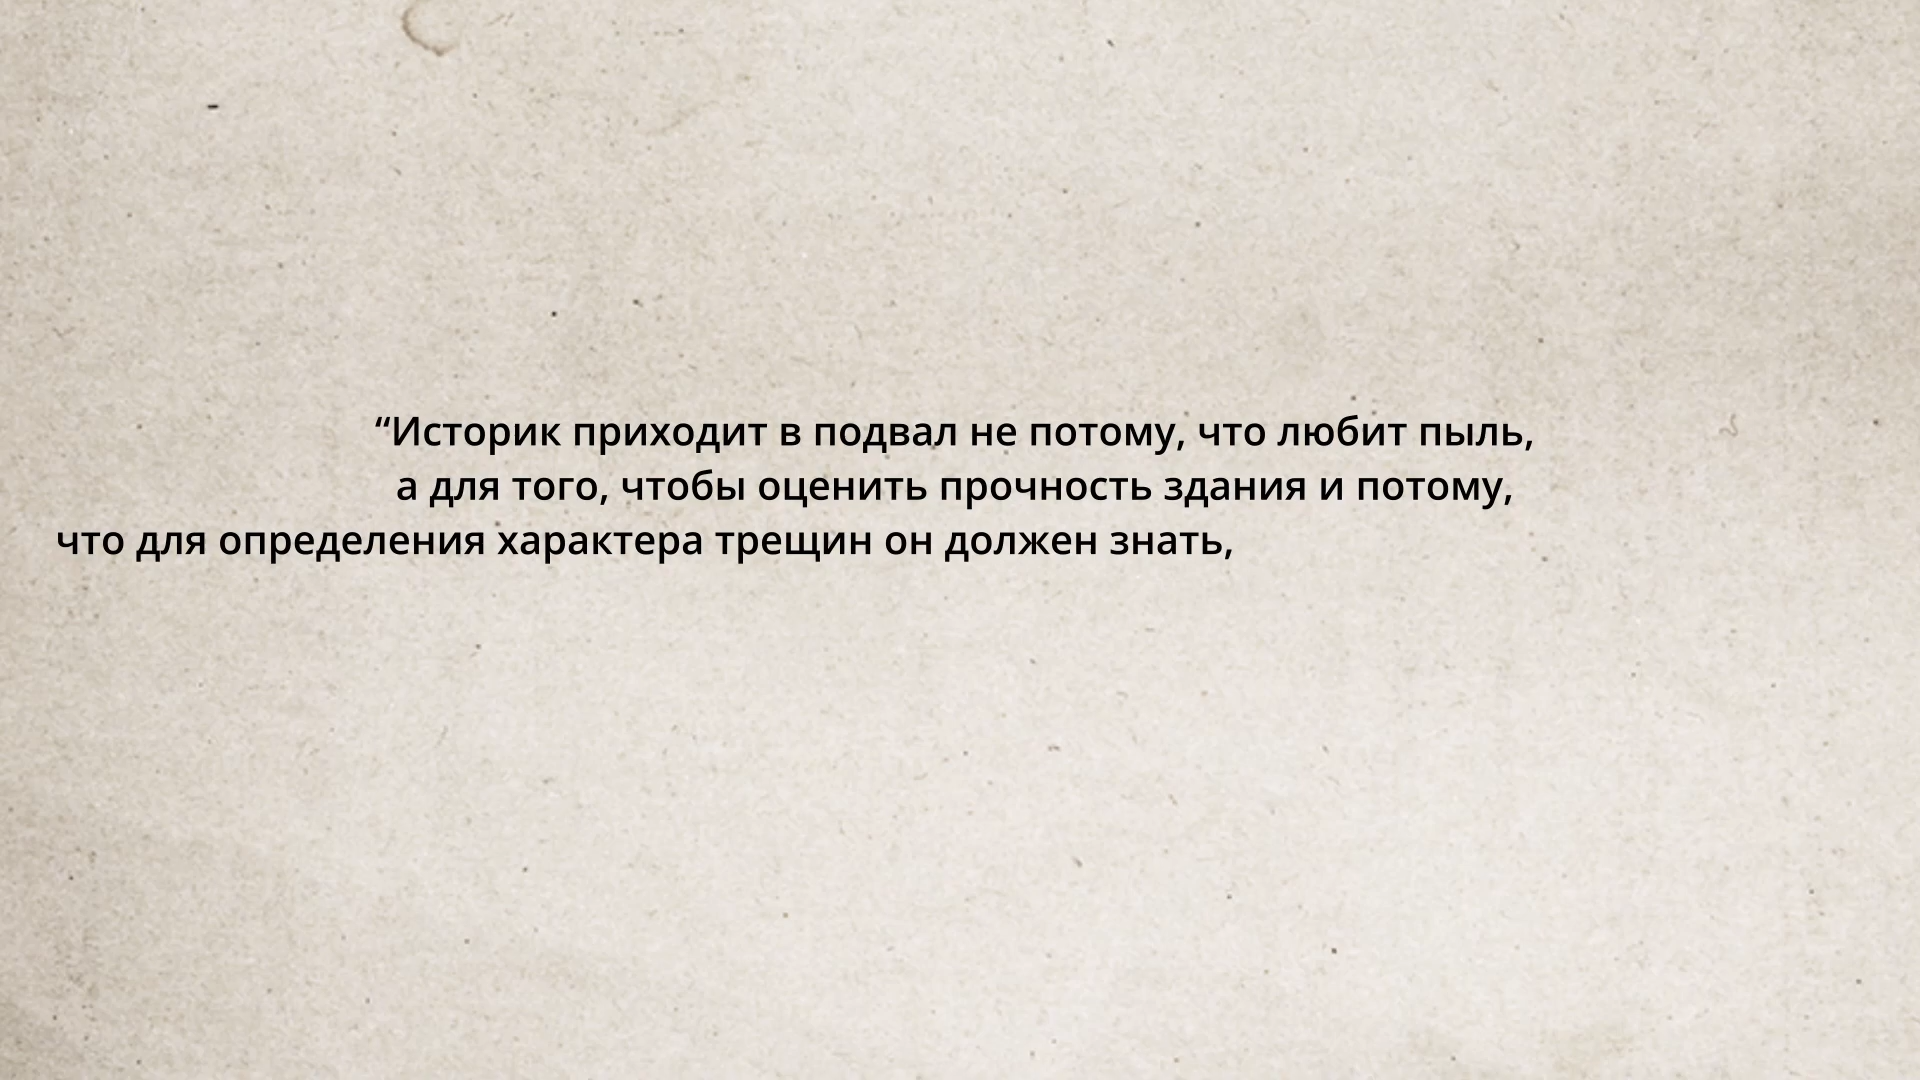 “Историк приходит в подвал не потому, что любит пыль,
а для того, чтобы оценить прочность здания и потому,
что для определения характера трещин он должен знать,